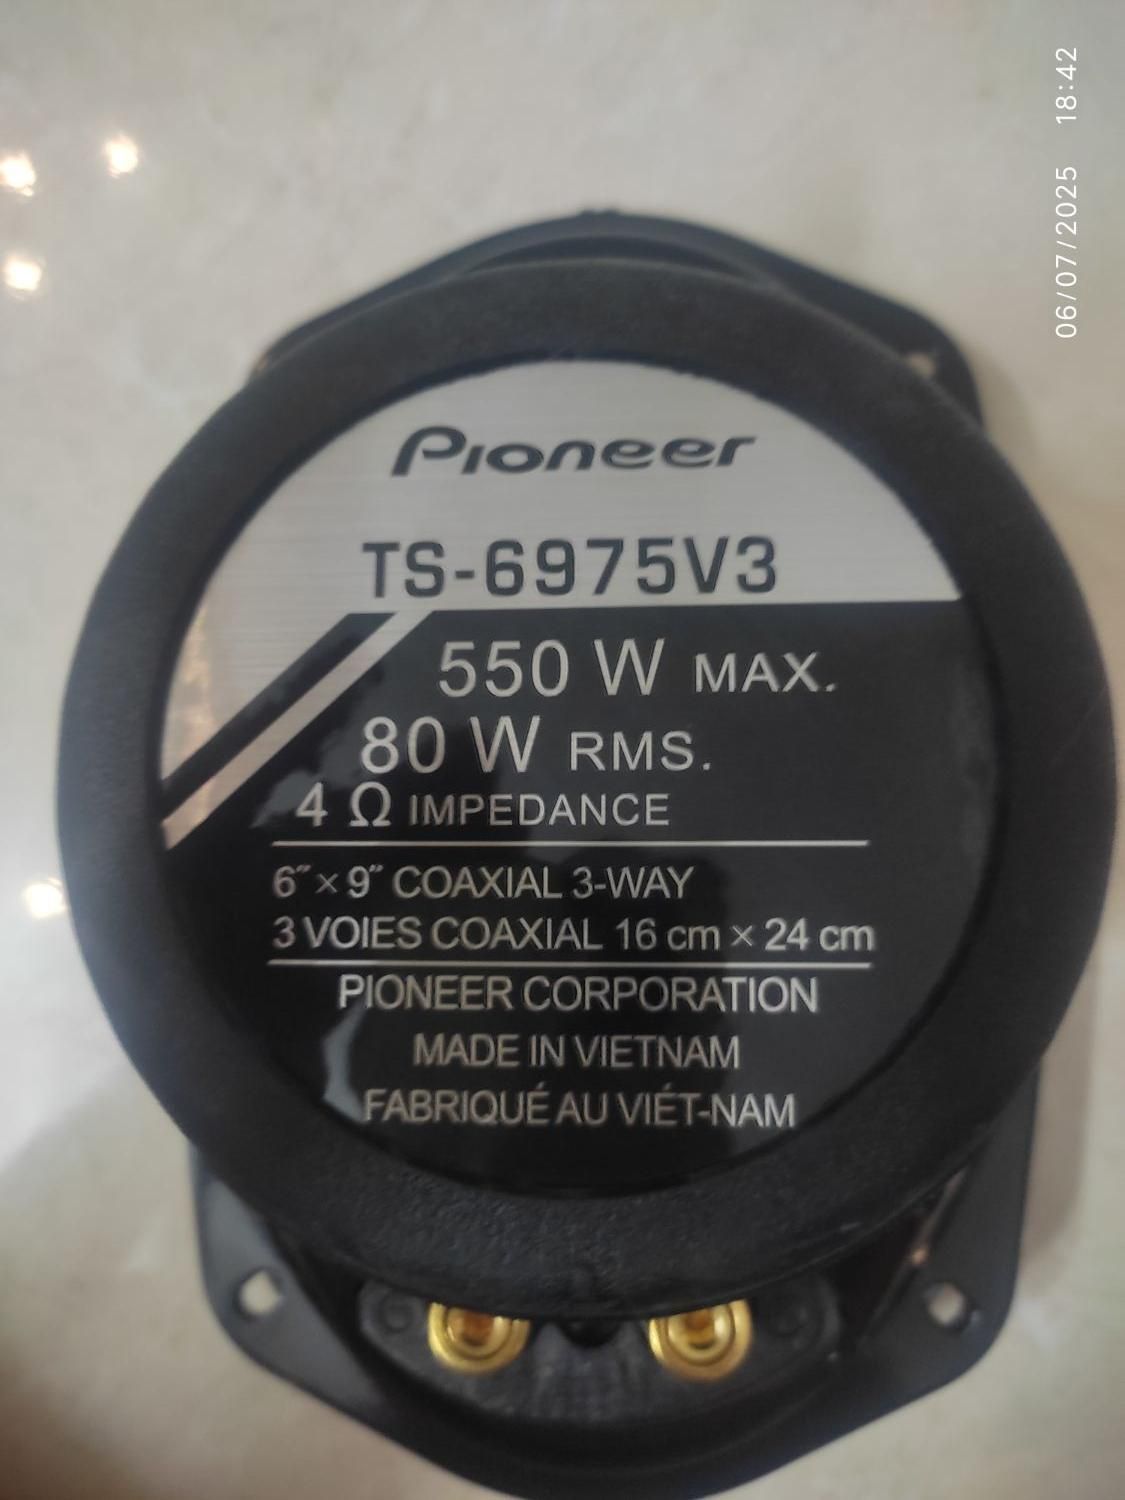 Pioneer
TS-6975V3
550 W MAX.
80 W RMS.
4 Ω IMPEDANCE
6″ × 9″ COAXIAL 3-WAY
3 VOIES COAXIAL 16 cm × 24 cm
PIONEER CORPORATION
MADE IN VIETNAM
FABRIQUÉ AU VIÉT-NAM
06/07/2025 18:42